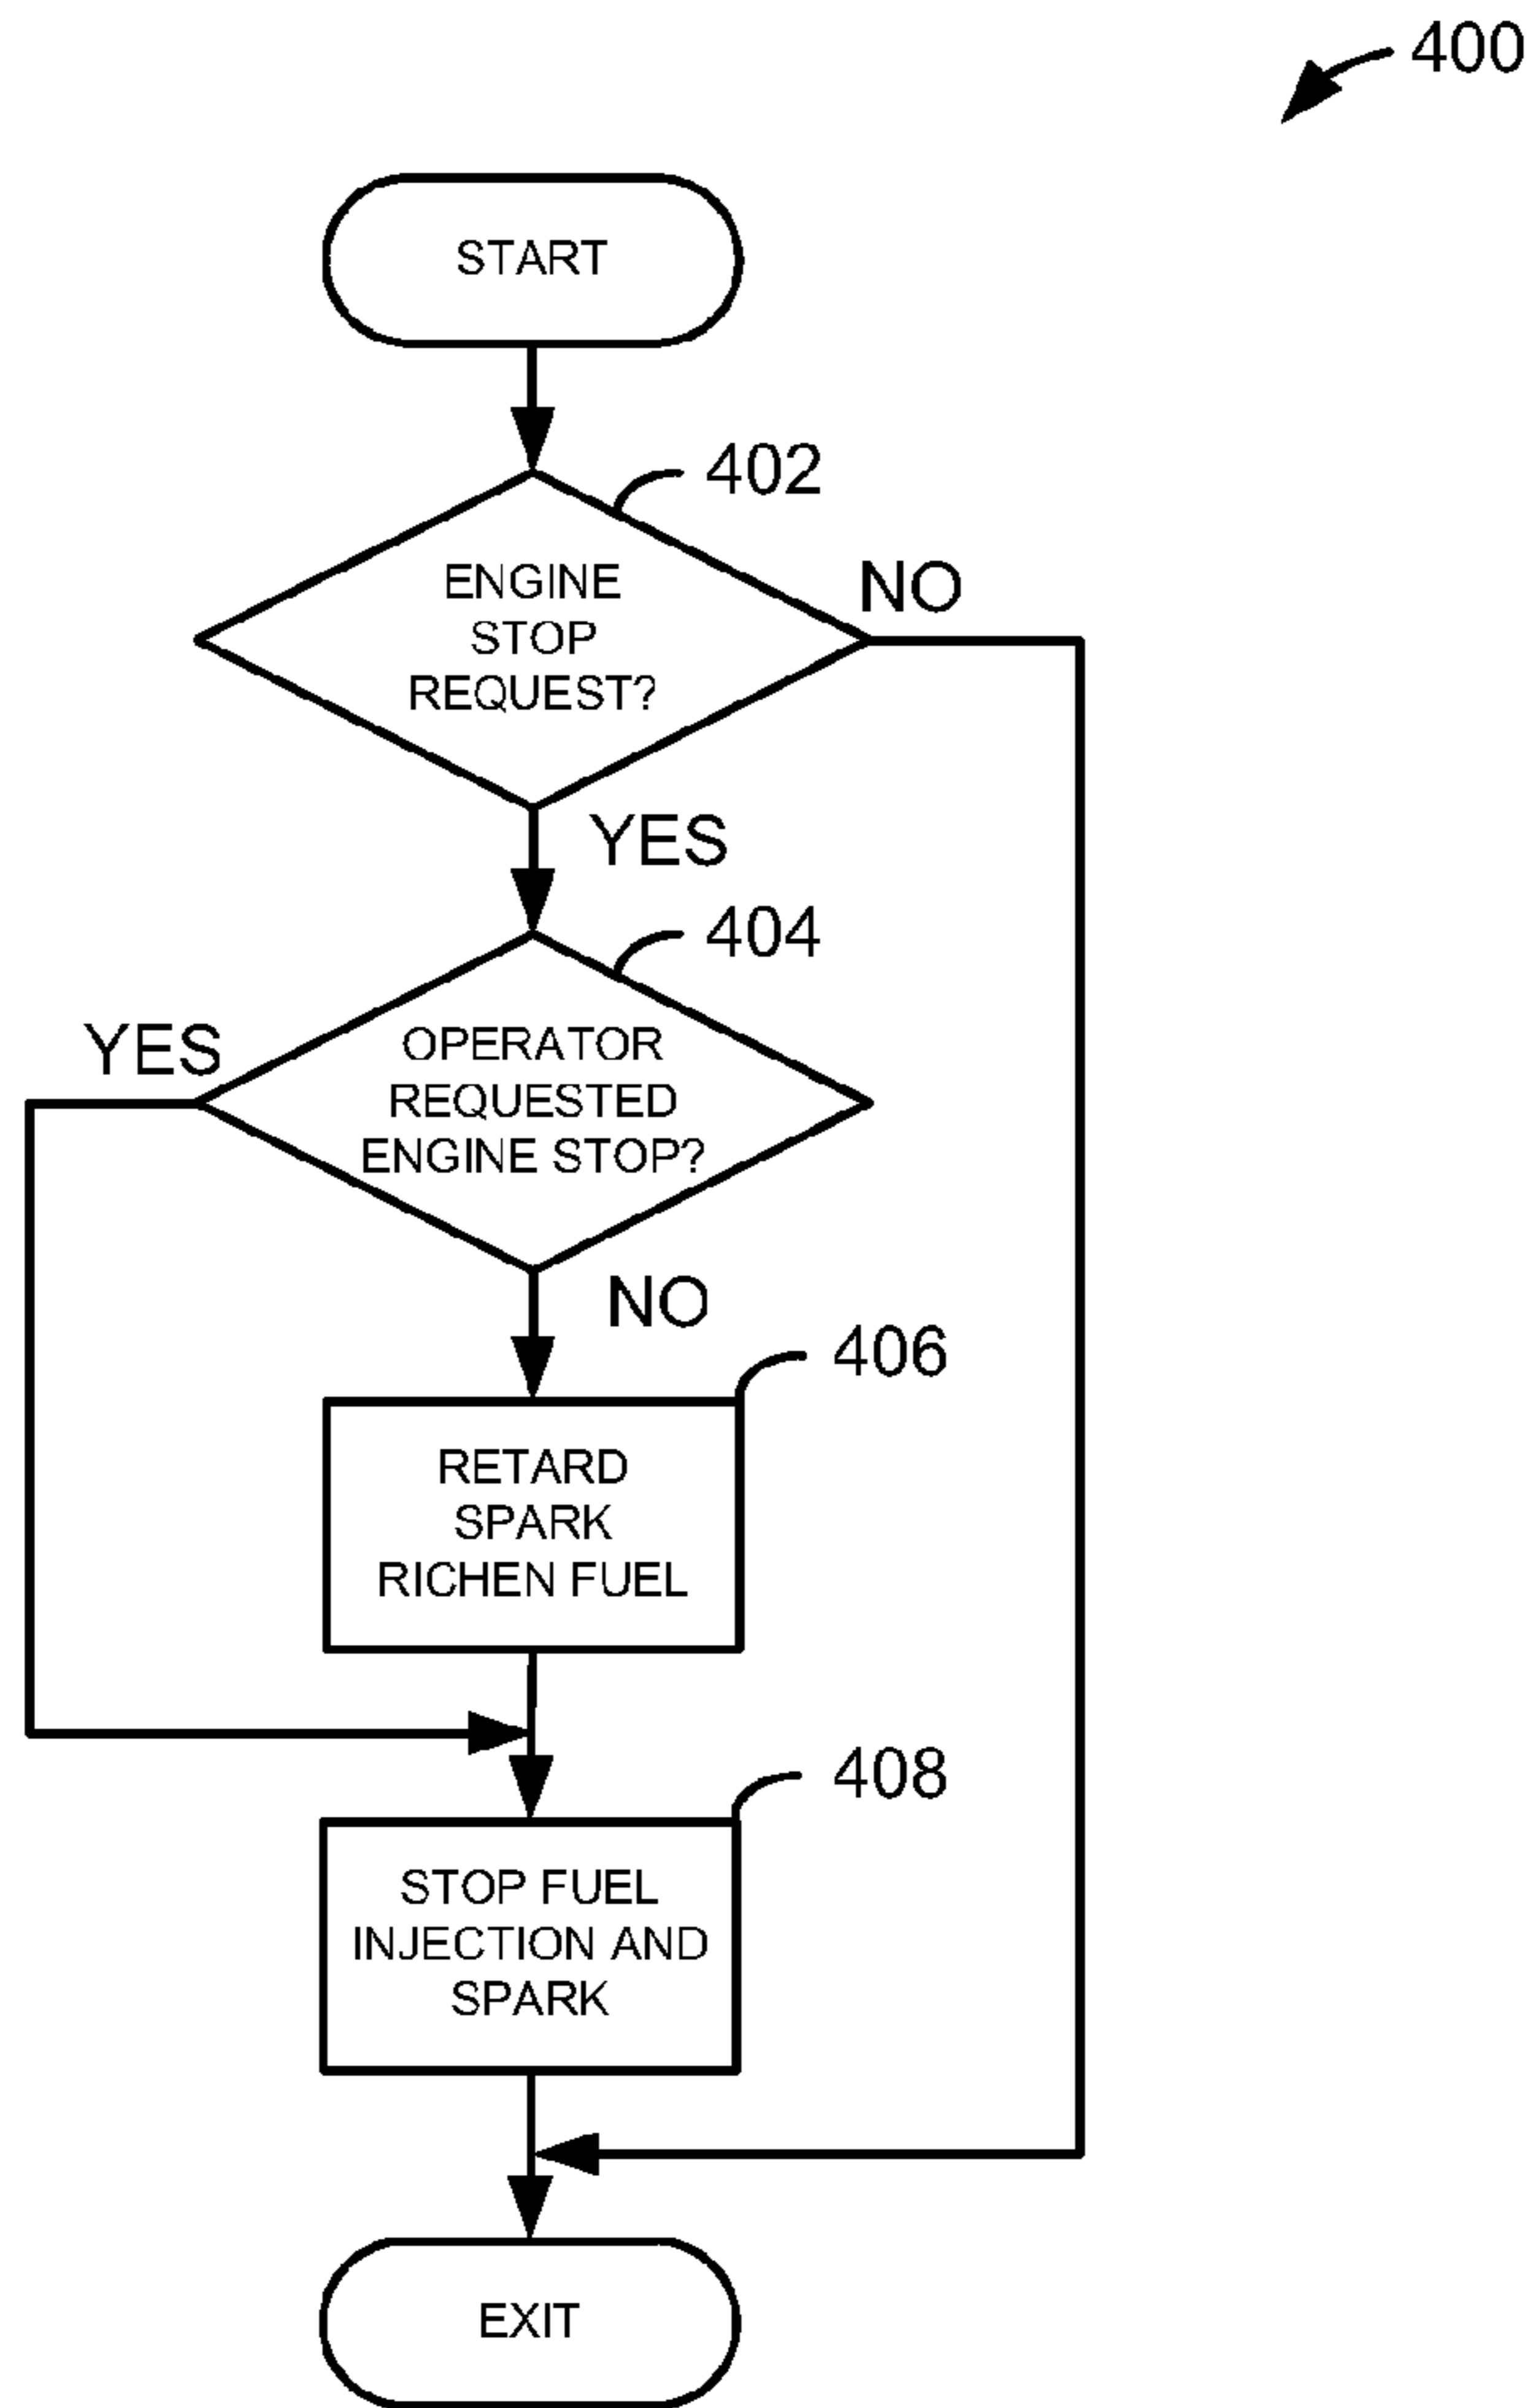 400
START
402
ENGINE
STOP
REQUEST?
NO
YES
404
YES
OPERATOR
REQUESTED
ENGINE STOP?
NO
406
RETARD
SPARK
RICHEN FUEL
408
STOP FUEL
INJECTION AND
SPARK
EXIT